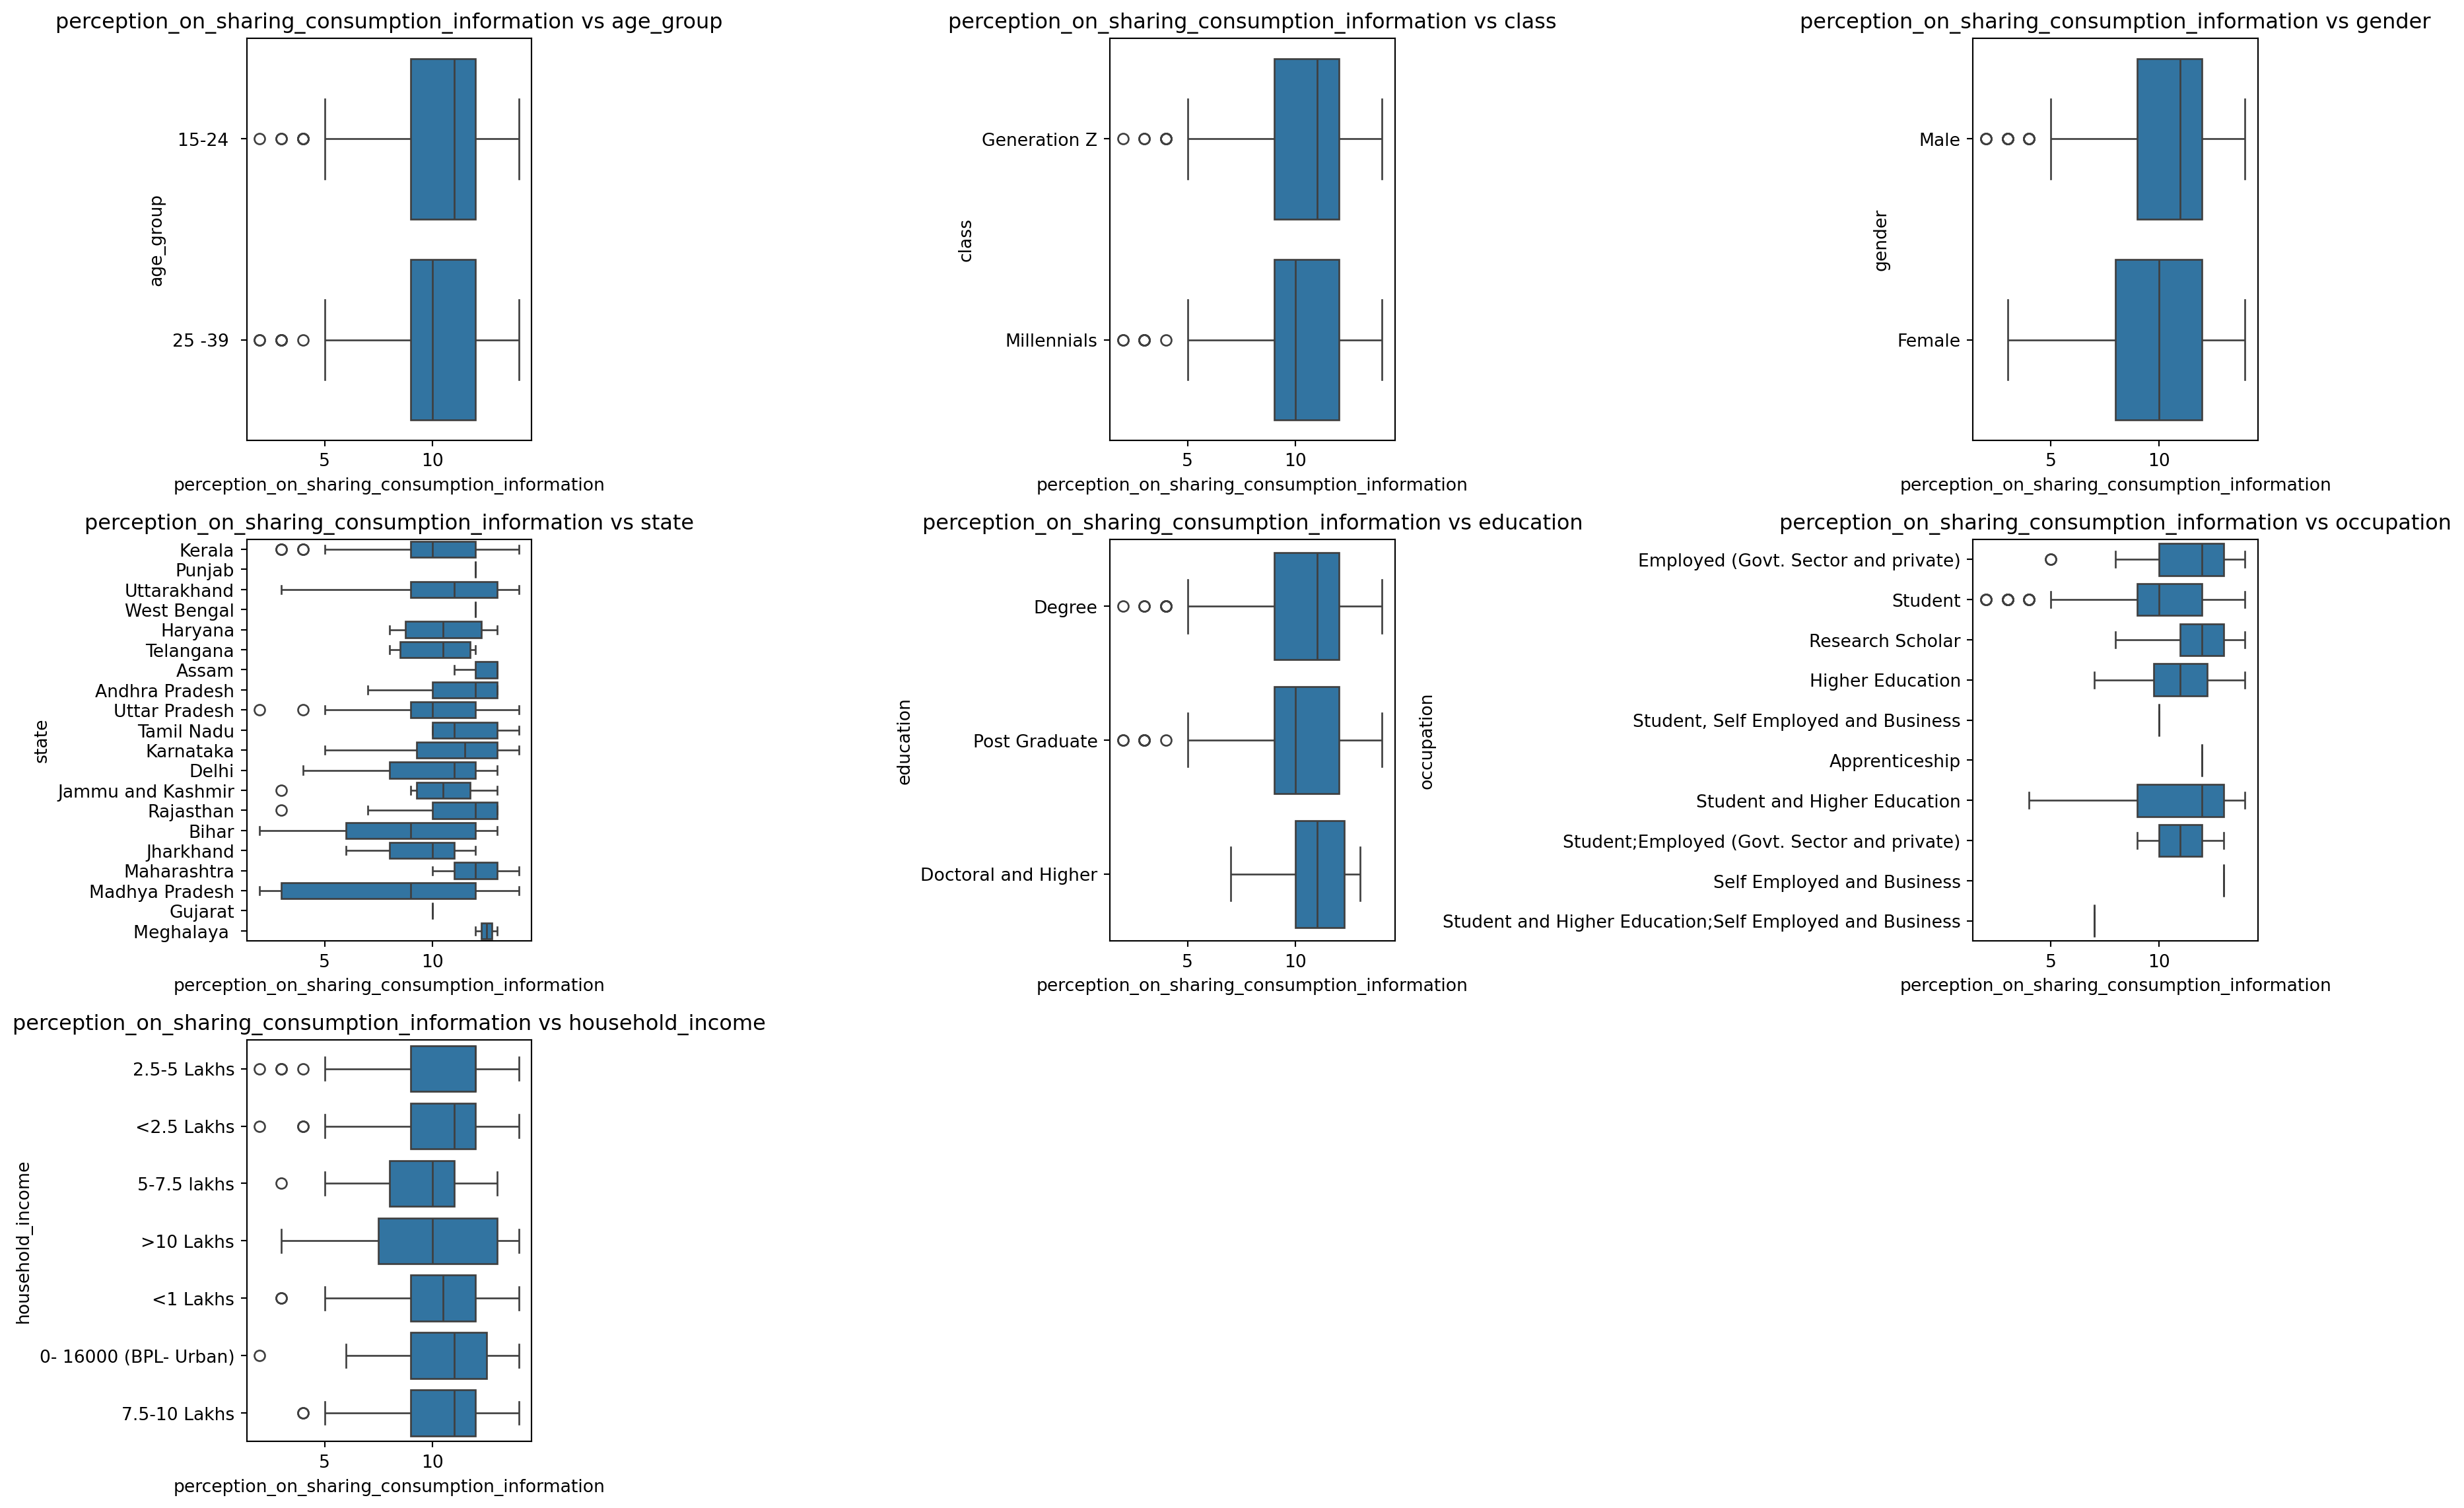 perception_on_sharing_consumption_information vs age_group
15-24
25 -39
age_group
5 10
perception_on_sharing_consumption_information
perception_on_sharing_consumption_information vs class
Generation Z
Millennials
class
5 10
perception_on_sharing_consumption_information
perception_on_sharing_consumption_information vs gender
Male
Female
gender
5 10
perception_on_sharing_consumption_information
perception_on_sharing_consumption_information vs state
Kerala
Punjab
Uttarakhand
West Bengal
Haryana
Telangana
Assam
Andhra Pradesh
Uttar Pradesh
Tamil Nadu
Karnataka
Delhi
Jammu and Kashmir
Rajasthan
Bihar
Jharkhand
Maharashtra
Madhya Pradesh
Gujarat
Meghalaya
state
5 10
perception_on_sharing_consumption_information
perception_on_sharing_consumption_information vs education
Degree
Post Graduate
Doctoral and Higher
education
5 10
perception_on_sharing_consumption_information
perception_on_sharing_consumption_information vs occupation
Employed (Govt. Sector and private)
Student
Research Scholar
Higher Education
Student, Self Employed and Business
Apprenticeship
Student and Higher Education
Student;Employed (Govt. Sector and private)
Self Employed and Business
Student and Higher Education;Self Employed and Business
occupation
5 10
perception_on_sharing_consumption_information
perception_on_sharing_consumption_information vs household_income
2.5-5 Lakhs
<2.5 Lakhs
5-7.5 lakhs
>10 Lakhs
<1 Lakhs
0- 16000 (BPL- Urban)
7.5-10 Lakhs
household_income
5 10
perception_on_sharing_consumption_information